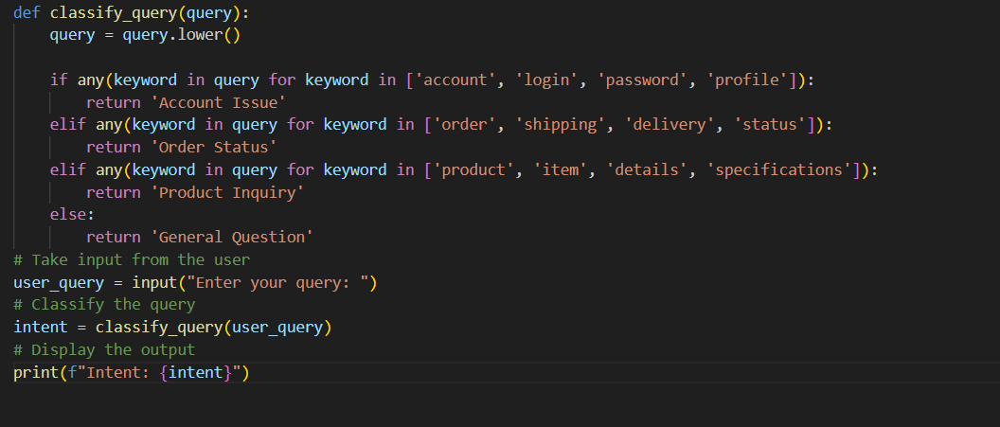 def classify_query(query):
    query = query.lower()

    if any(keyword in query for keyword in ['account', 'login', 'password', 'profile']):
        return 'Account Issue'
    elif any(keyword in query for keyword in ['order', 'shipping', 'delivery', 'status']):
        return 'Order Status'
    elif any(keyword in query for keyword in ['product', 'item', 'details', 'specifications']):
        return 'Product Inquiry'
    else:
        return 'General Question'
# Take input from the user
user_query = input("Enter your query: ")
# Classify the query
intent = classify_query(user_query)
# Display the output
print(f"Intent: {intent}")